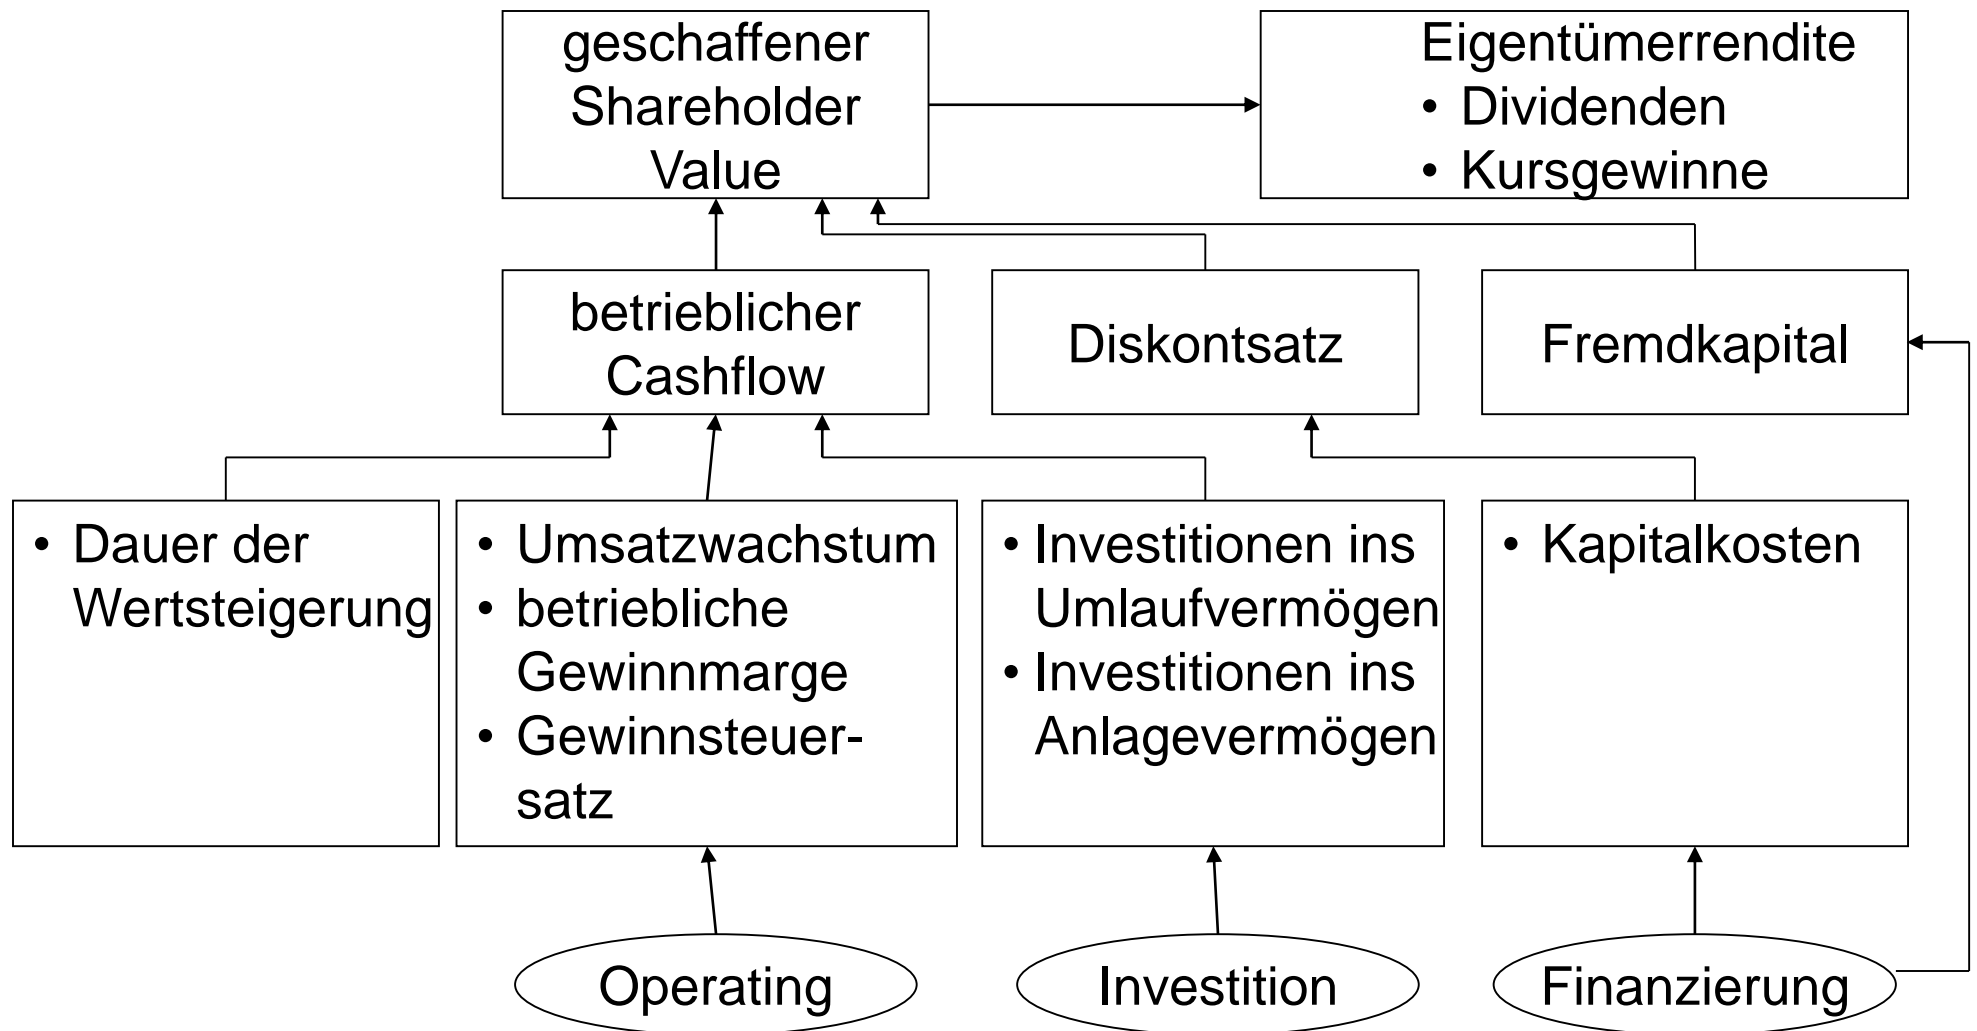 geschaffener
Shareholder
Value
Eigentümerrendite
• Dividenden
• Kursgewinne
betrieblicher
Cashflow
Diskontsatz
Fremdkapital
• Dauer der
Wertsteigerung
• Umsatzwachstum
• betriebliche
Gewinnmarge
• Gewinnsteuer-
satz
• Investitionen ins
Umlaufvermögen
• Investitionen ins
Anlagevermögen
• Kapitalkosten
Operating
Investition
Finanzierung